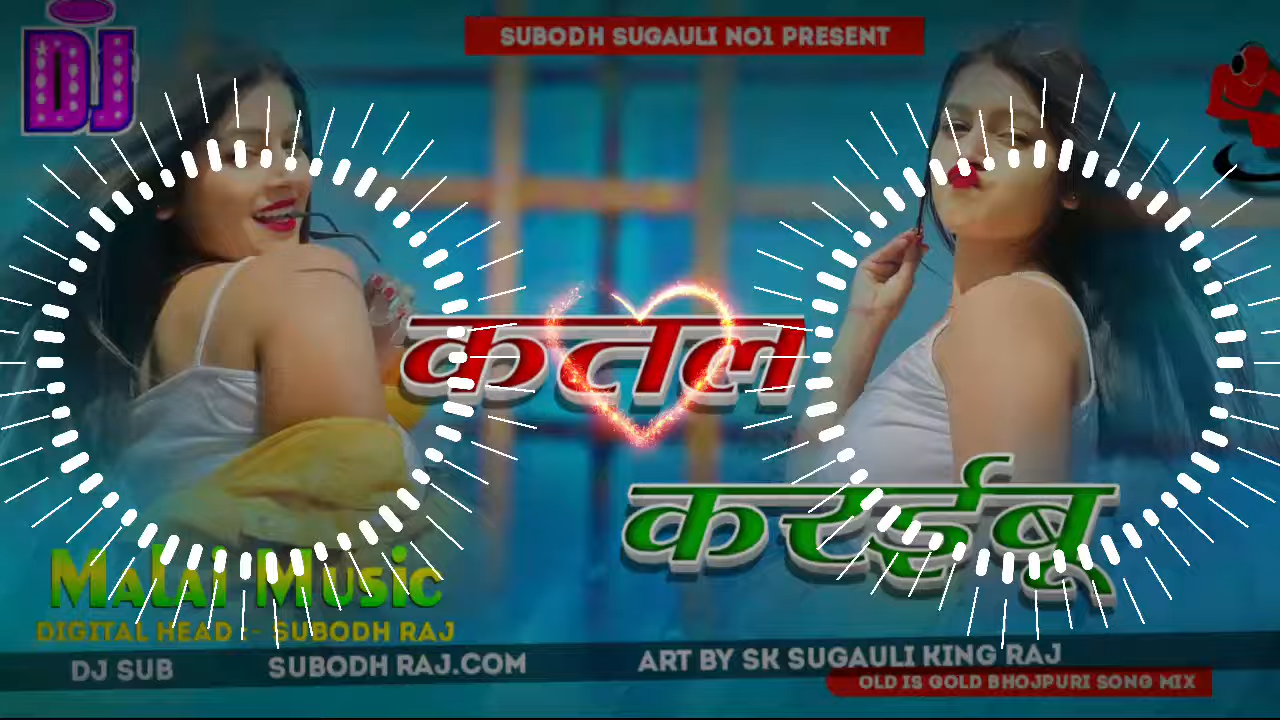 DJ
SUBODH SUGAULI NO1 PRESENT
कतल
करईबू
MALAI MUSIC
DIGITAL HEAD :- SUBODH RAJ
DJ SUB SUBODH RAJ.COM ART BY SK SUGAULI KING RAJ
OLD IS GOLD BHOJPURI SONG MIX